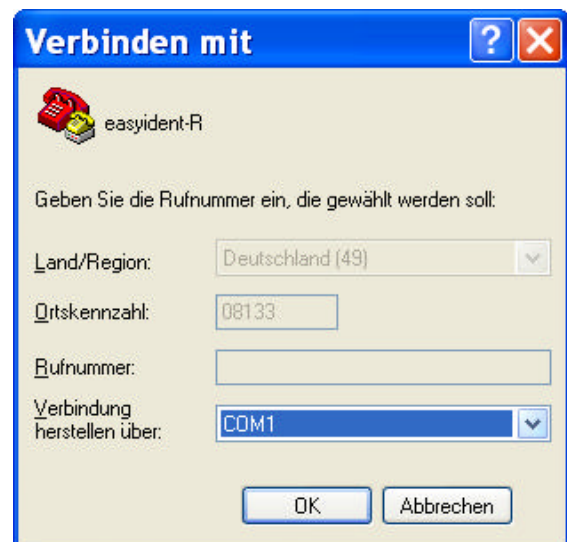 Verbinden mit
easyident-R
Geben Sie die Rufnummer ein, die gewählt werden soll:
Land/Region: Deutschland (49)
Ortskennzahl: 08133
Rufnummer:
Verbindung
herstellen über: COM1
OK Abbrechen